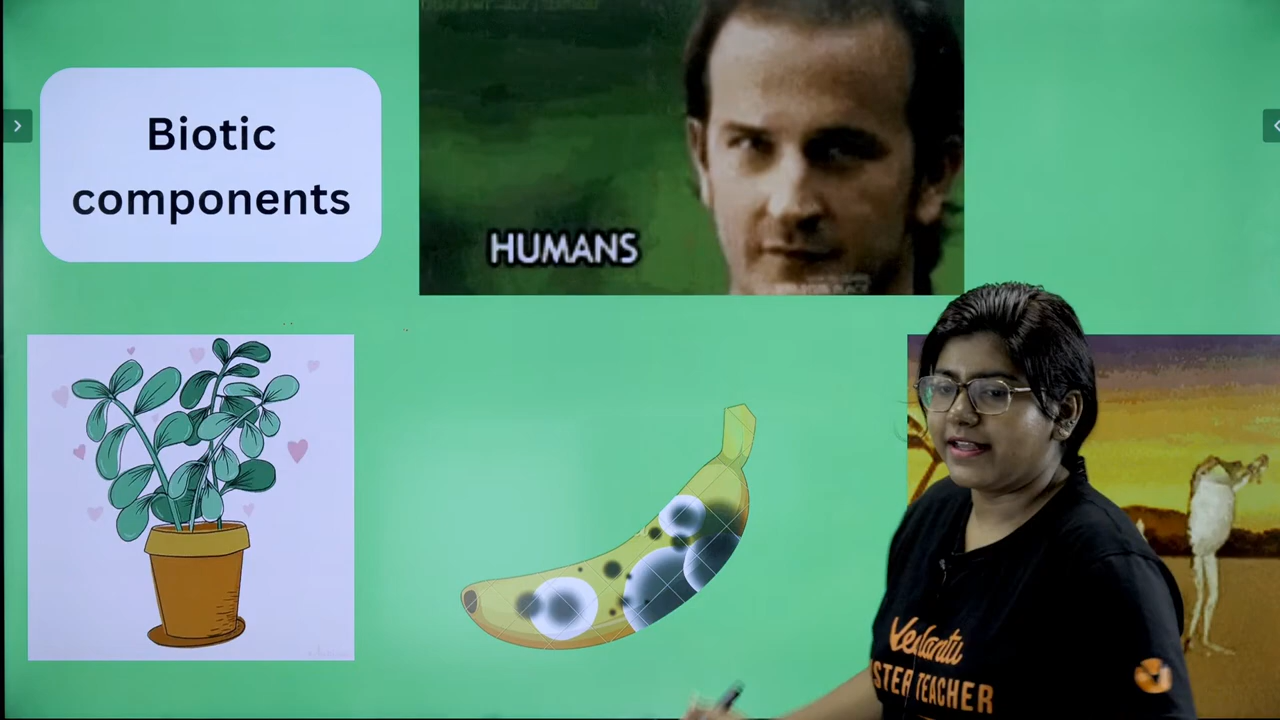 Biotic
components
HUMANS
Vedantu
STER TEACHER